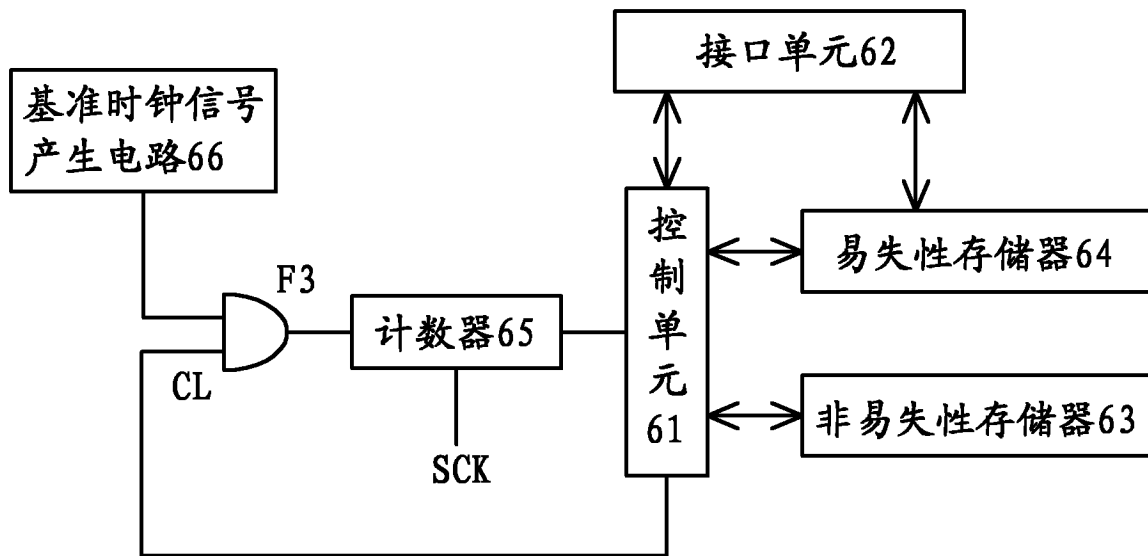 接口单元62
基准时钟信号
产生电路66
控
制
单
元
61
易失性存储器64
F3
计数器65
CL
非易失性存储器63
SCK